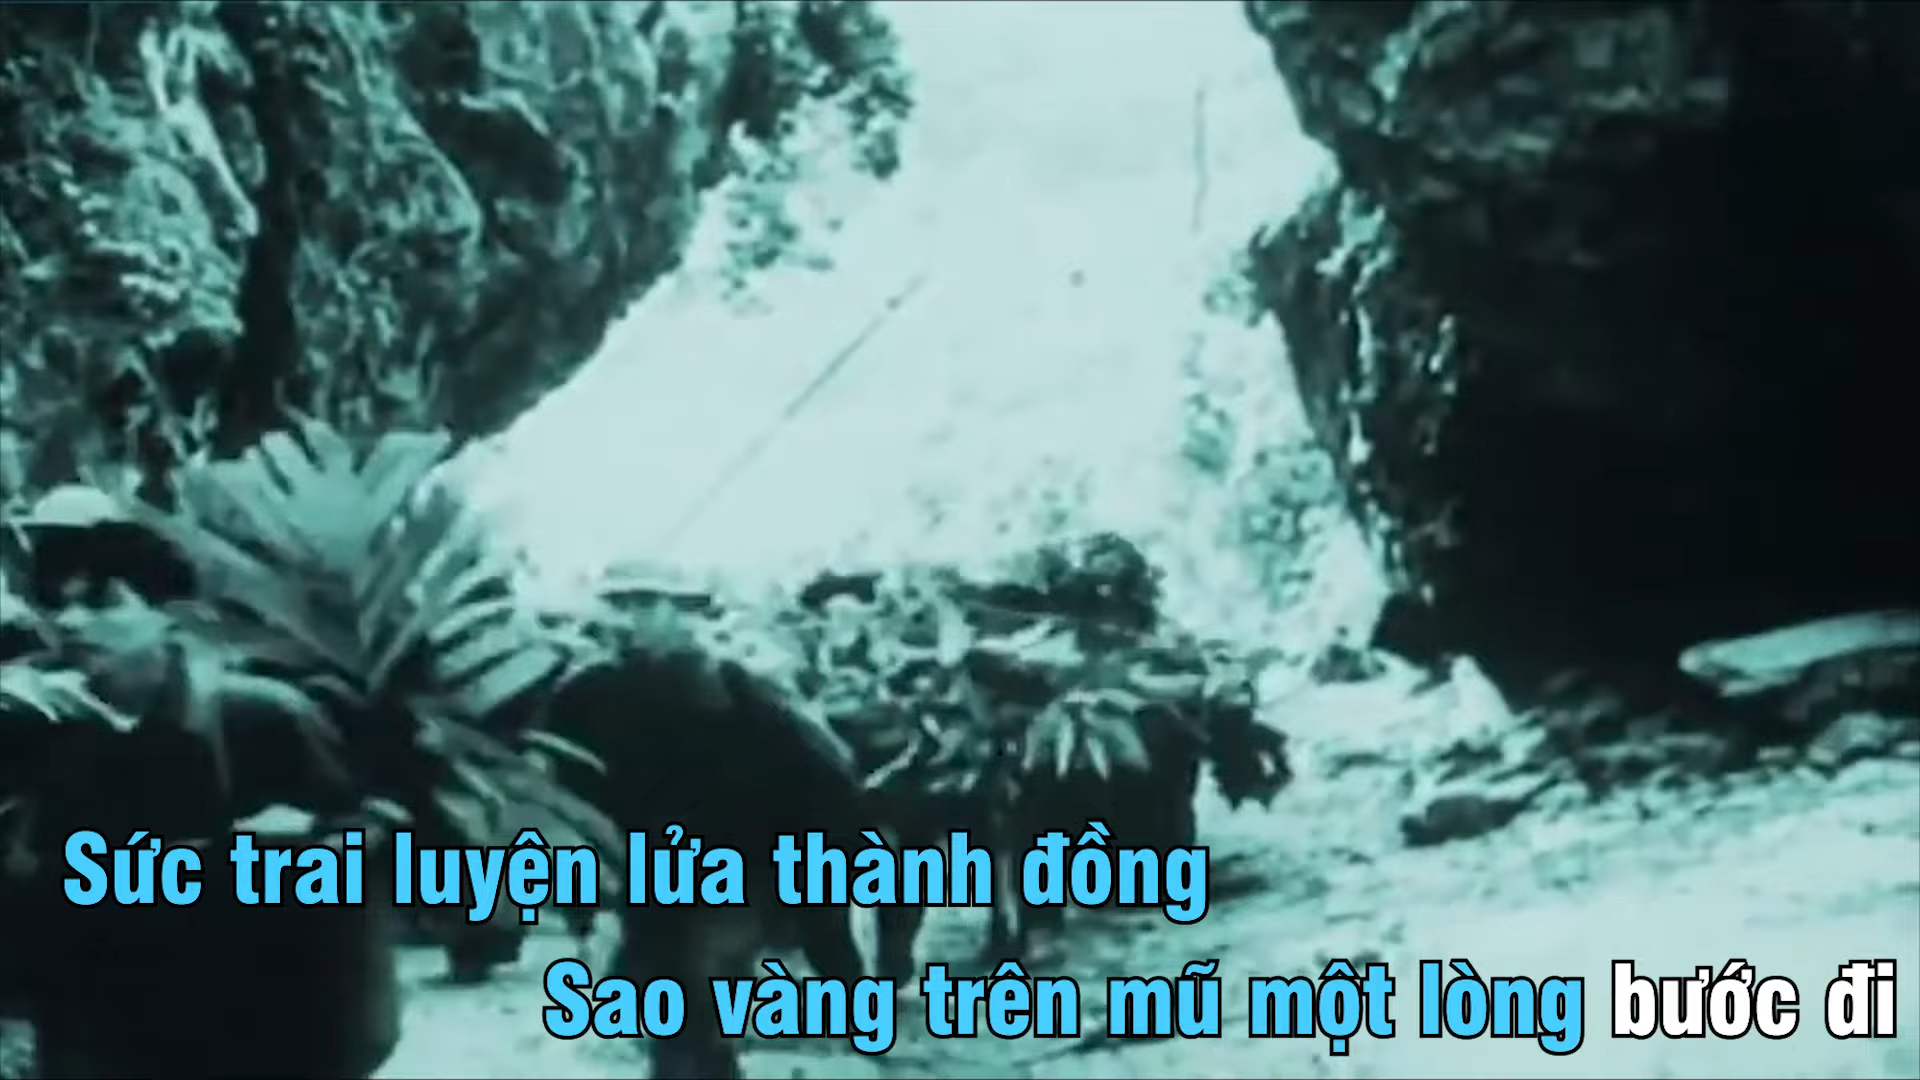 Sức trai luyện lửa thành đồng
Sao vàng trên mũ một lòng bước đi